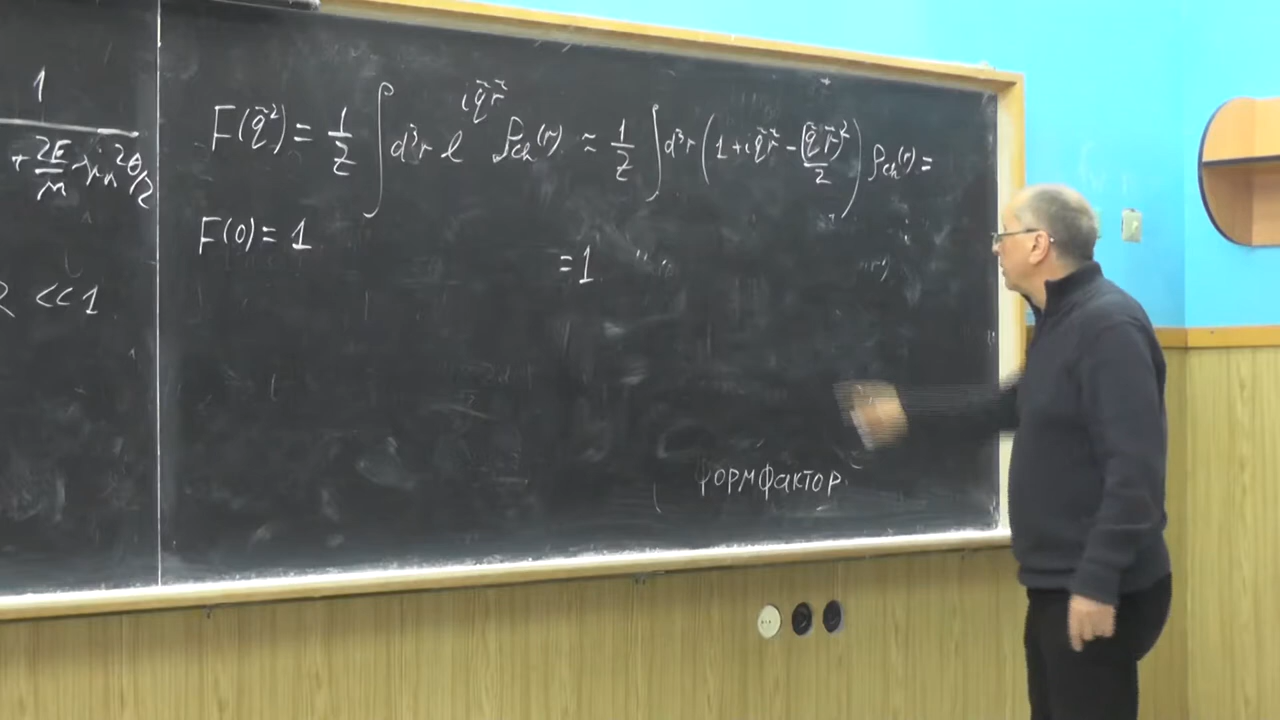 1
+ 2E/M sin²θ/2
<< 1
F(q⃗²) = 1/Z ∫ d³r e^{iq⃗r⃗} ρ_ch(r) ≈ 1/Z ∫ d³r (1 + iq⃗r⃗ - (q⃗r⃗)²/2) ρ_ch(r) =
F(0) = 1
= 1
формфактор